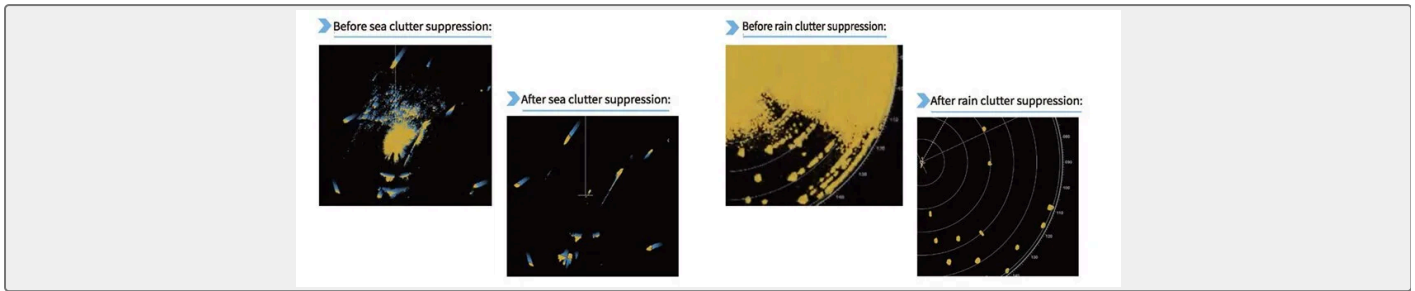 Before sea clutter suppression:
After sea clutter suppression:
Before rain clutter suppression:
After rain clutter suppression: